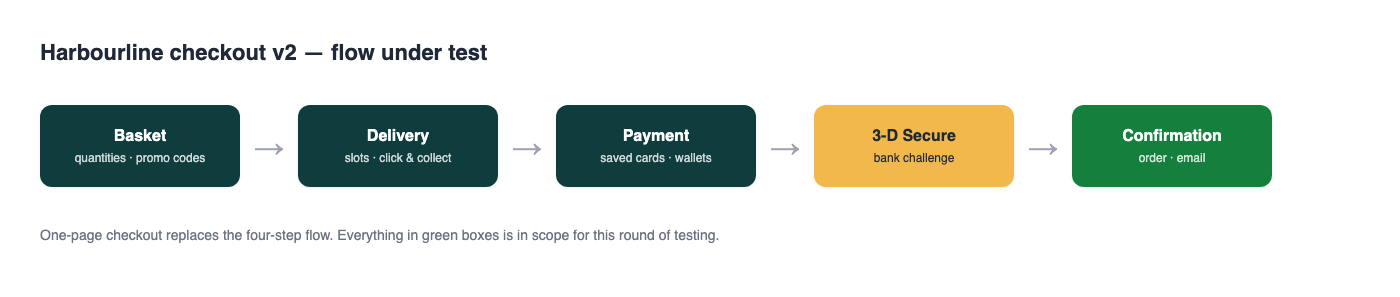 Harbourline checkout v2 — flow under test
Basket
quantities · promo codes
Delivery
slots · click & collect
Payment
saved cards · wallets
3-D Secure
bank challenge
Confirmation
order · email
One-page checkout replaces the four-step flow. Everything in green boxes is in scope for this round of testing.